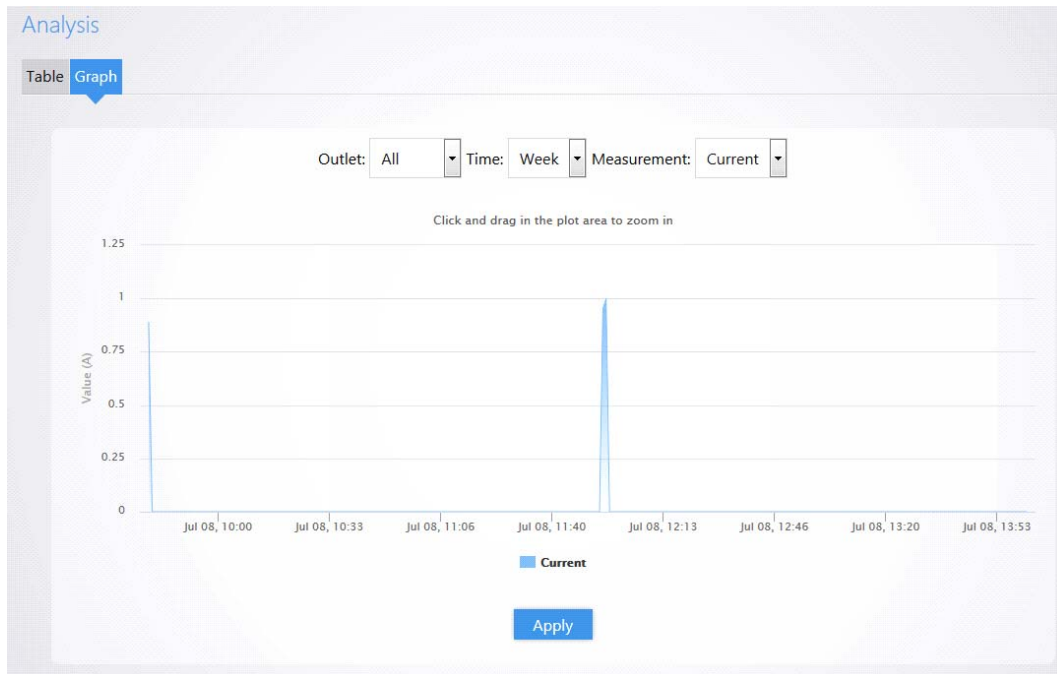 Analysis
Table Graph
Outlet: All Time: Week Measurement: Current
Click and drag in the plot area to zoom in
1.25
1
0.75
0.5
0.25
0
Value (A)
Jul 08, 10:00 Jul 08, 10:33 Jul 08, 11:06 Jul 08, 11:40 Jul 08, 12:13 Jul 08, 12:46 Jul 08, 13:20 Jul 08, 13:53
Current
Apply